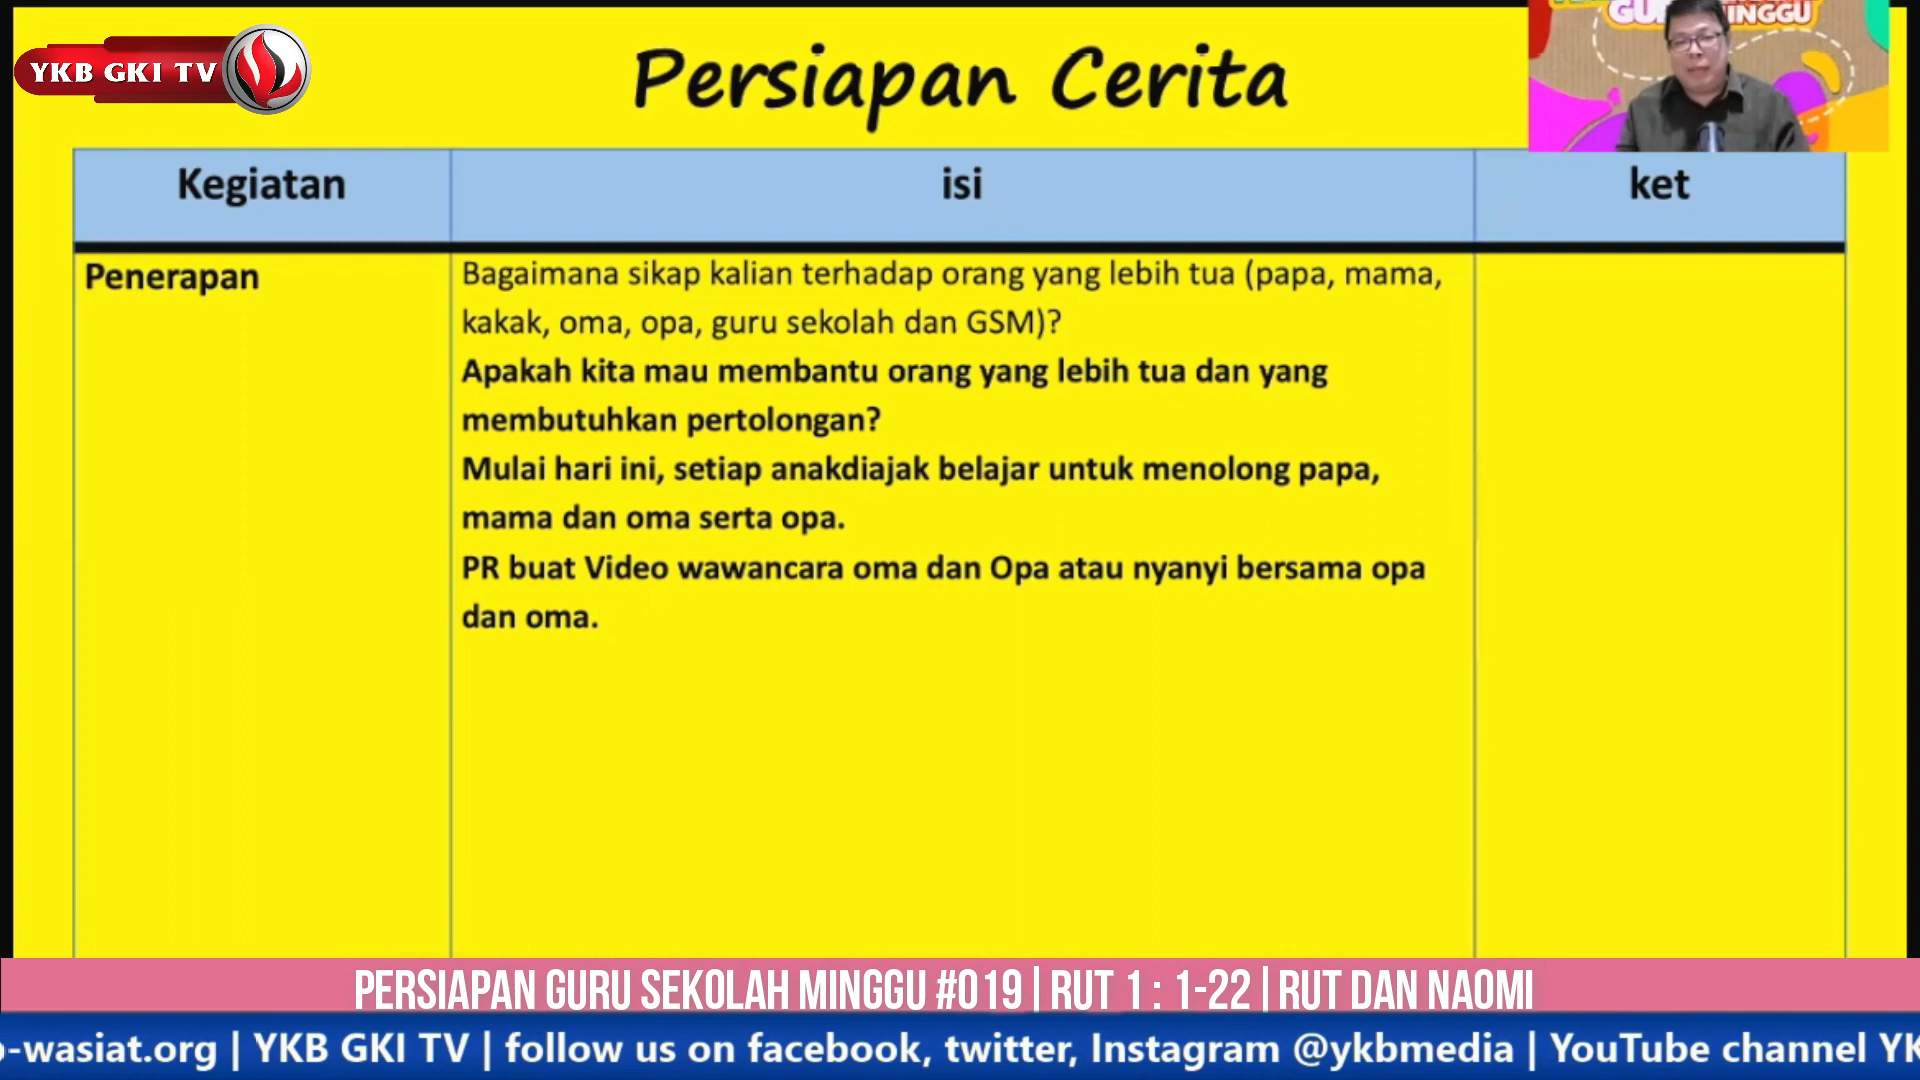 YKB GKI TV
Persiapan Cerita
Kegiatan
isi
ket
Penerapan
Bagaimana sikap kalian terhadap orang yang lebih tua (papa, mama,
kakak, oma, opa, guru sekolah dan GSM)?
Apakah kita mau membantu orang yang lebih tua dan yang
membutuhkan pertolongan?
Mulai hari ini, setiap anakdiajak belajar untuk menolong papa,
mama dan oma serta opa.
PR buat Video wawancara oma dan Opa atau nyanyi bersama opa
dan oma.
PERSIAPAN GURU SEKOLAH MINGGU #019 | RUT 1 : 1-22 | RUT DAN NAOMI
-wasiat.org | YKB GKI TV | follow us on facebook, twitter, Instagram @ykbmedia | YouTube channel YK